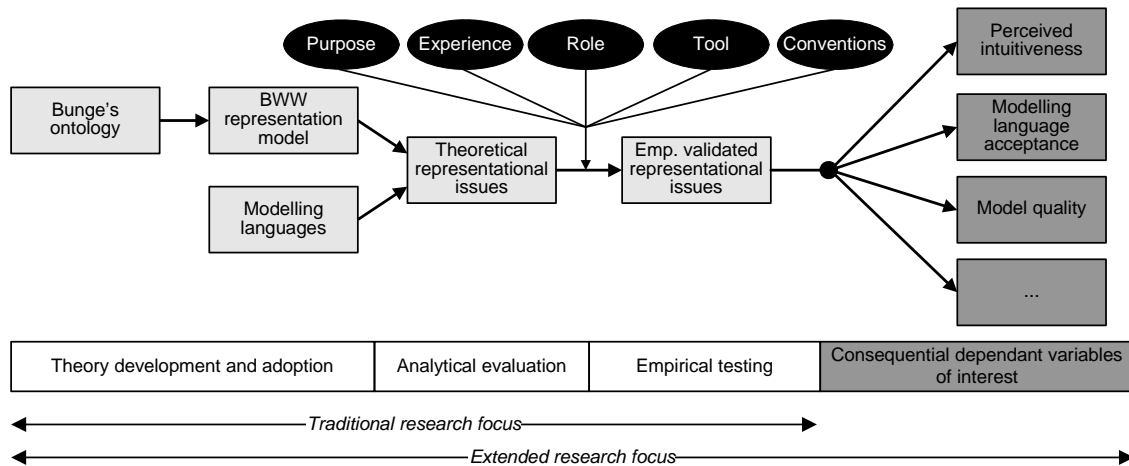 Purpose
Experience
Role
Tool
Conventions
Perceived
intuitiveness
Bunge's
ontology
BWW
representation
model
Modelling
language
acceptance
Theoretical
representational
issues
Emp. validated
representational
issues
Modelling
languages
Model quality
...
Theory development and adoption
Analytical evaluation
Empirical testing
Consequential dependant variables
of interest
Traditional research focus
Extended research focus